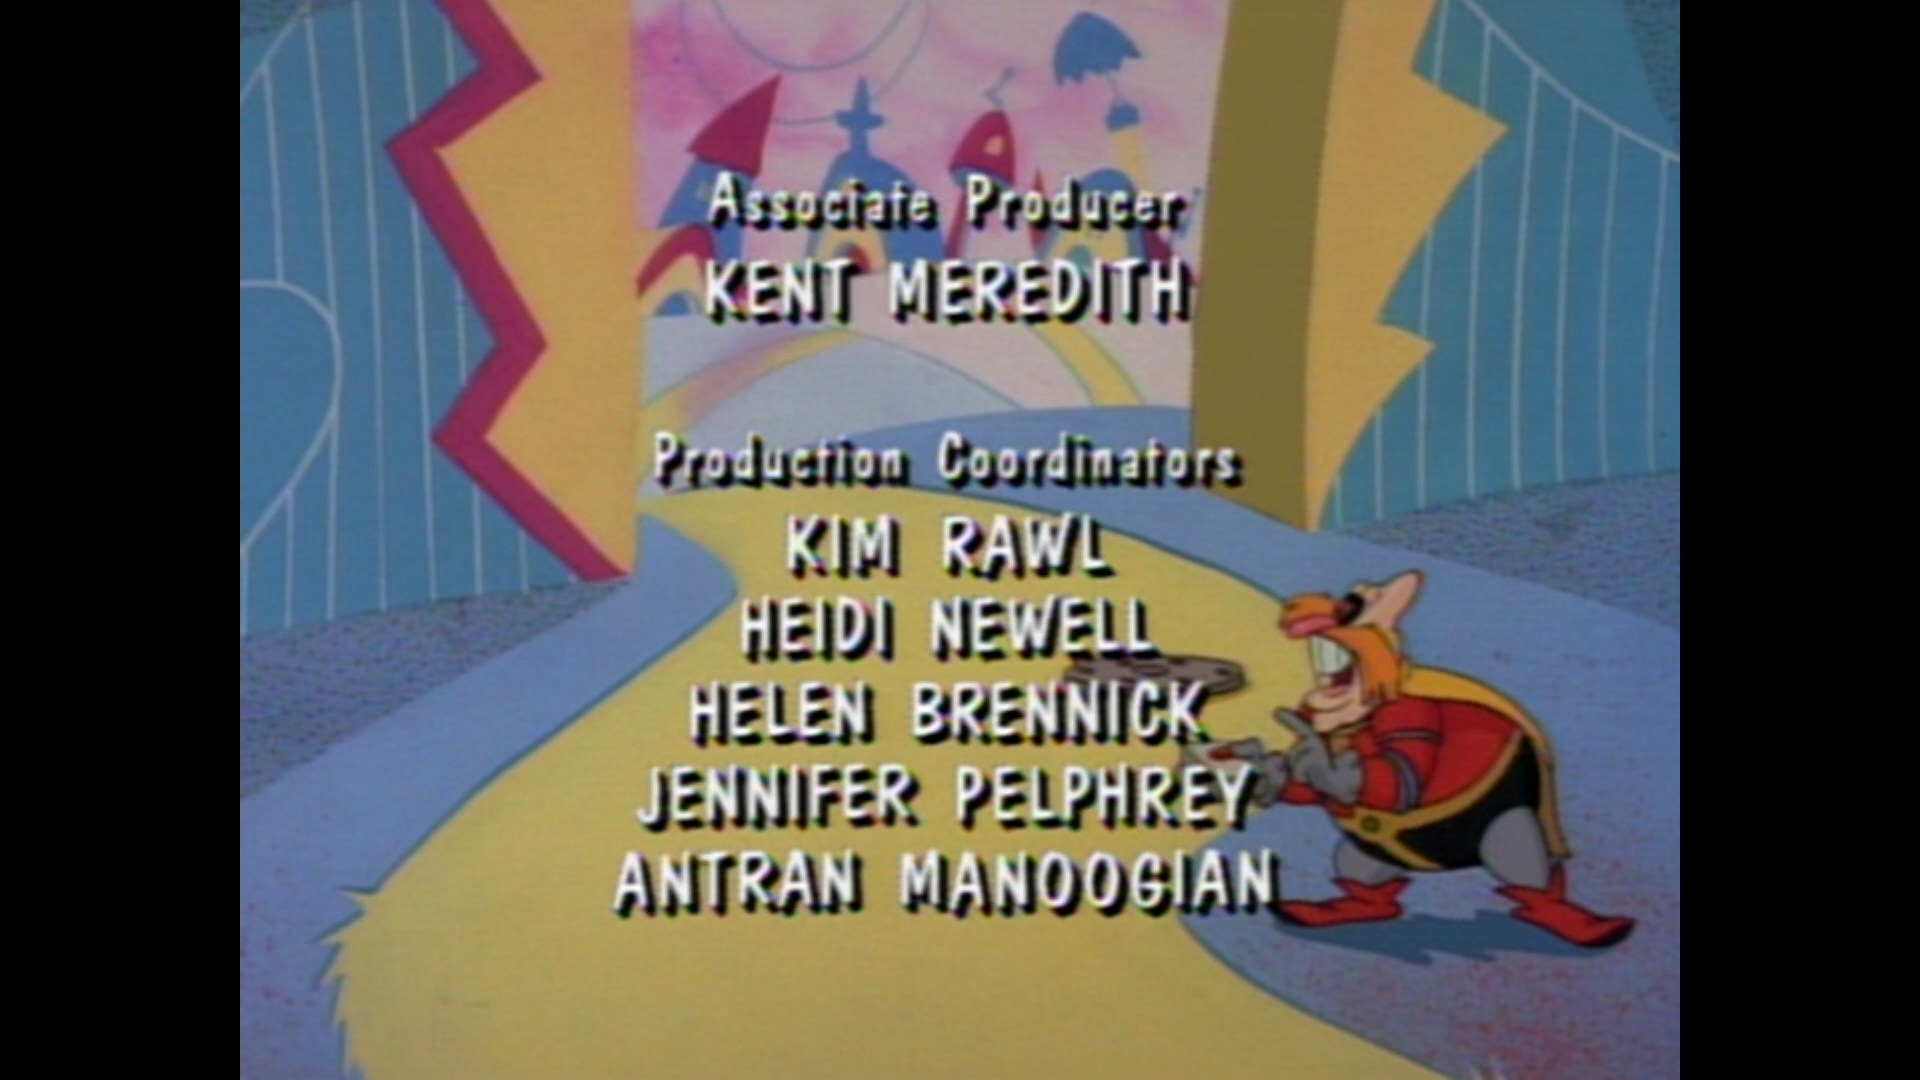 Associate Producer
KENT MEREDITH
Production Coordinators
KIM RAWL
HEIDI NEWELL
HELEN BRENNICK
JENNIFER PELPHREY
ANTRAN MANOOGIAN